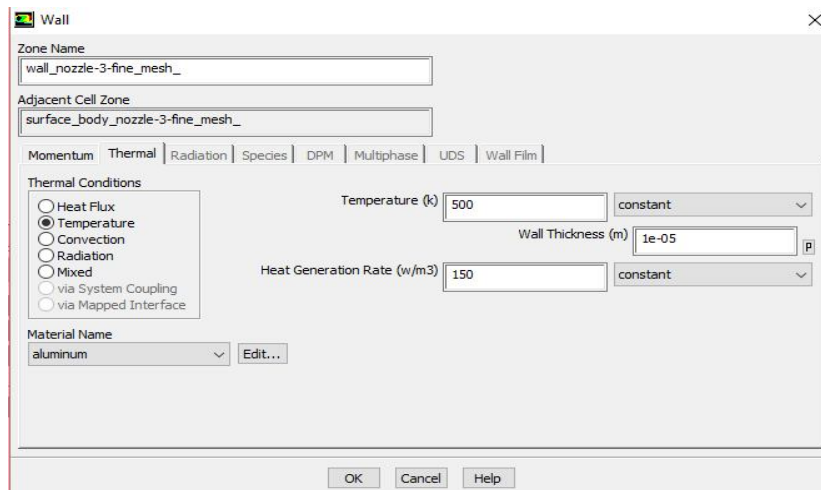 Wall
Zone Name
wall_nozzle-3-fine_mesh_
Adjacent Cell Zone
surface_body_nozzle-3-fine_mesh_
Momentum Thermal Radiation Species DPM Multiphase UDS Wall Film
Thermal Conditions
Heat Flux
Temperature
Convection
Radiation
Mixed
via System Coupling
via Mapped Interface
Temperature (k) 500 constant
Wall Thickness (m) 1e-05 P
Heat Generation Rate (w/m3) 150 constant
Material Name
aluminum Edit...
OK Cancel Help